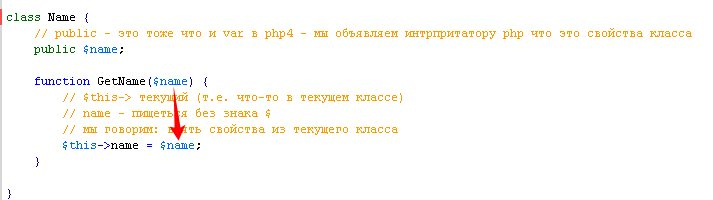 class Name {
// public - это тоже что и var в php4 - мы объявляем интрпритатору php что это свойства класса
public $name;
function GetName($name) {
// $this-> текущий (т.е. что-то в текущем классе)
// name - пищеться без знака $
// мы говорим: взять свойства из текущего класса
$this->name = $name;
}
}